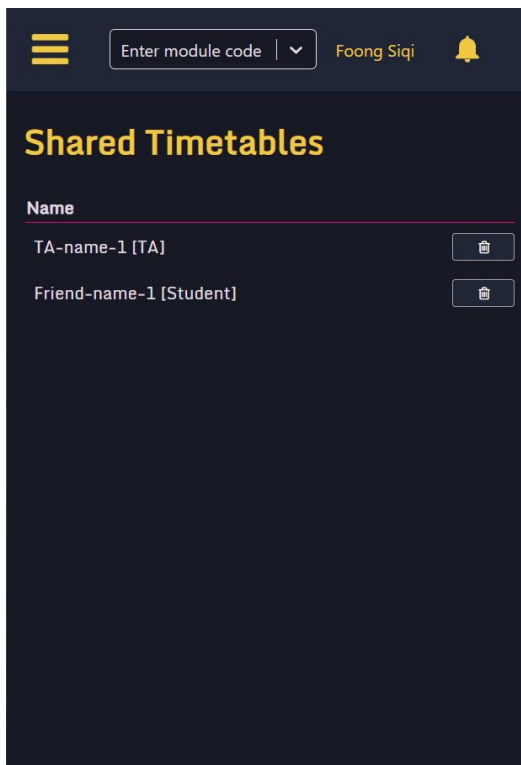 Enter module code
Foong Siqi
Shared Timetables
Name
TA-name-1 [TA]
Friend-name-1 [Student]